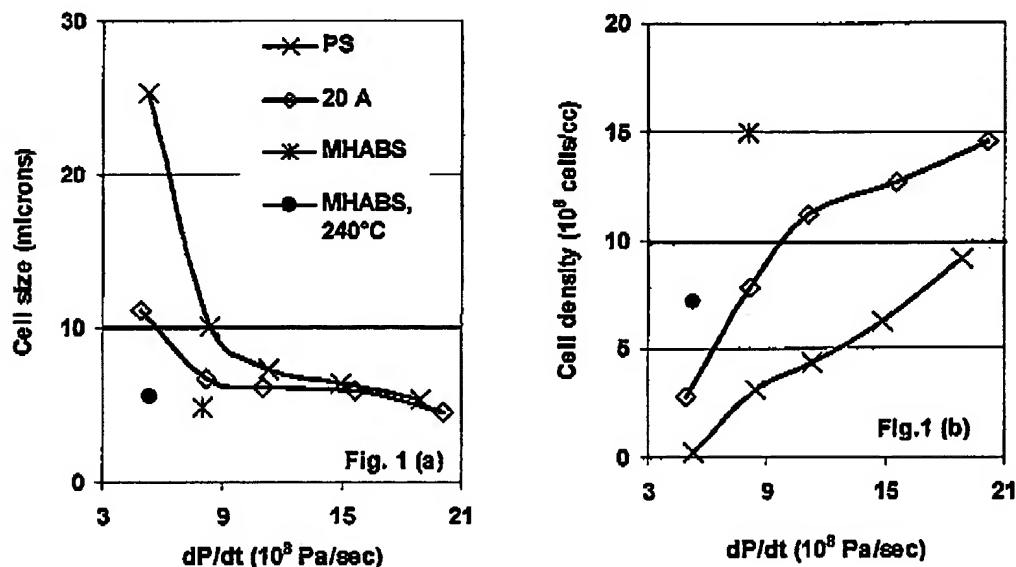 30
20
10
0
Cell size (microns)
PS
20 A
MHABS
MHABS,
240°C
Fig. 1 (a)
3 9 15 21
dP/dt (10⁸ Pa/sec)
20
15
10
5
0
Cell density (10⁸ cells/cc)
Fig.1 (b)
3 9 15 21
dP/dt (10⁸ Pa/sec)